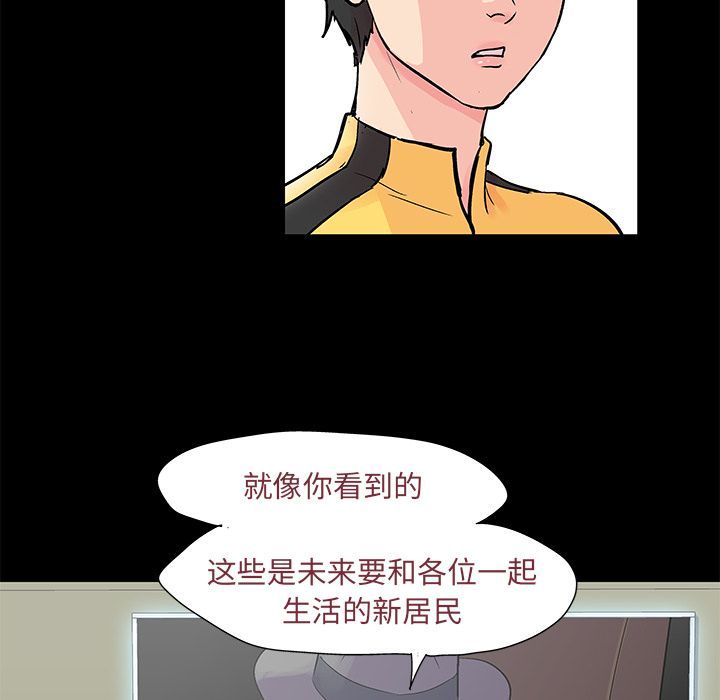 就像你看到的
这些是未来要和各位一起
生活的新居民